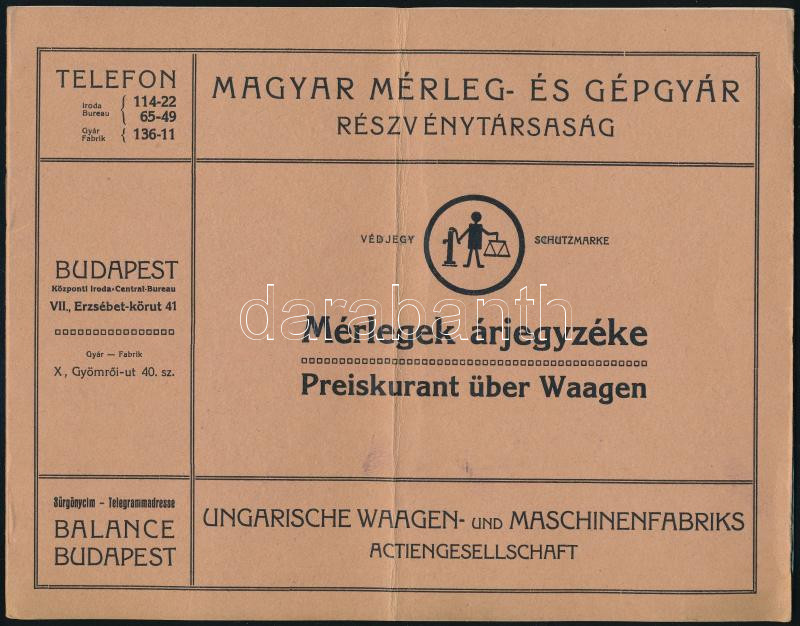 TELEFON
Iroda
Bureau
114-22
65-49
Gyár
Fabrik
136-11
MAGYAR MÉRLEG- ÉS GÉPGYÁR
RÉSZVÉNYTÁRSASÁG
VÉDJEGY
SCHUTZMARKE
BUDAPEST
Központi Iroda-Central-Bureau
VII., Erzsébet-körut 41
Gyár — Fabrik
X, Gyömrői-ut 40. sz.
darabanth
Mérlegek árjegyzéke
Preiskurant über Waagen
Sürgönycim – Telegrammadresse
BALANCE
BUDAPEST
UNGARISCHE WAAGEN- UND MASCHINENFABRIKS
ACTIENGESELLSCHAFT